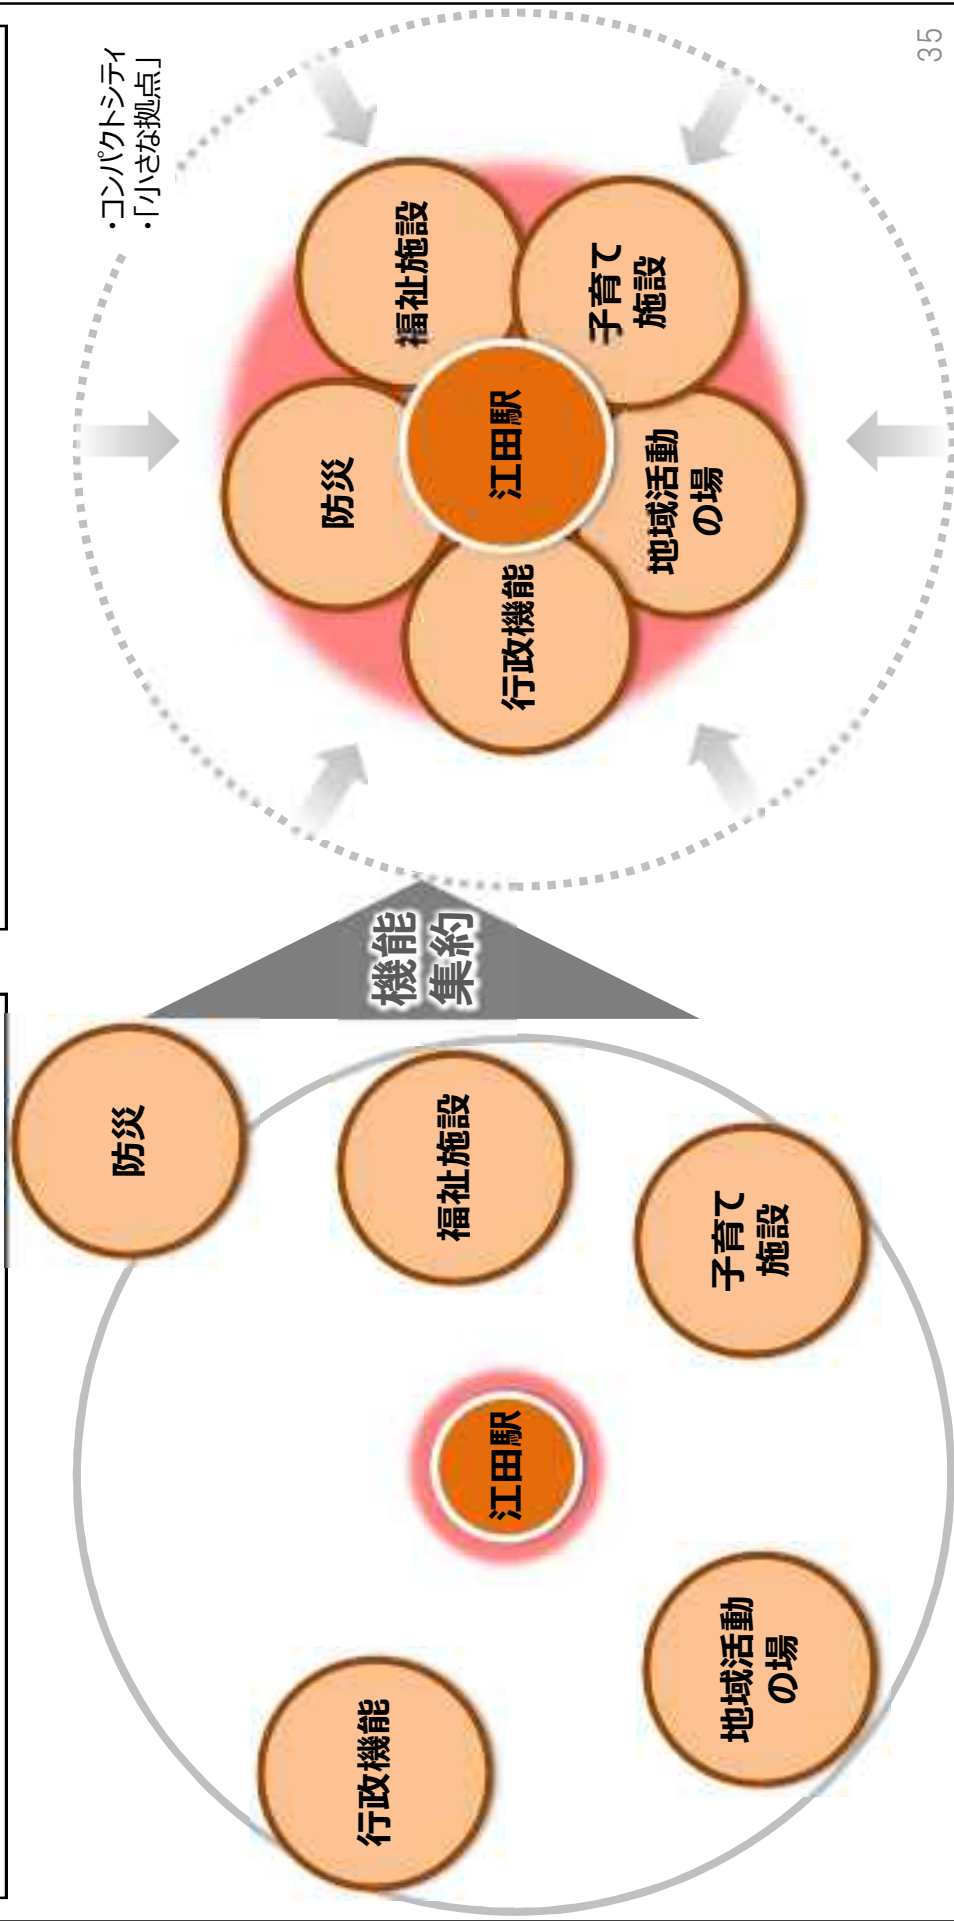 防災
福祉施設
子育て
施設
江田駅
行政機能
地域活動
の場
機能
集約
・コンパクトシティ
・「小さな拠点」
防災
福祉施設
子育て
施設
江田駅
行政機能
地域活動
の場
35